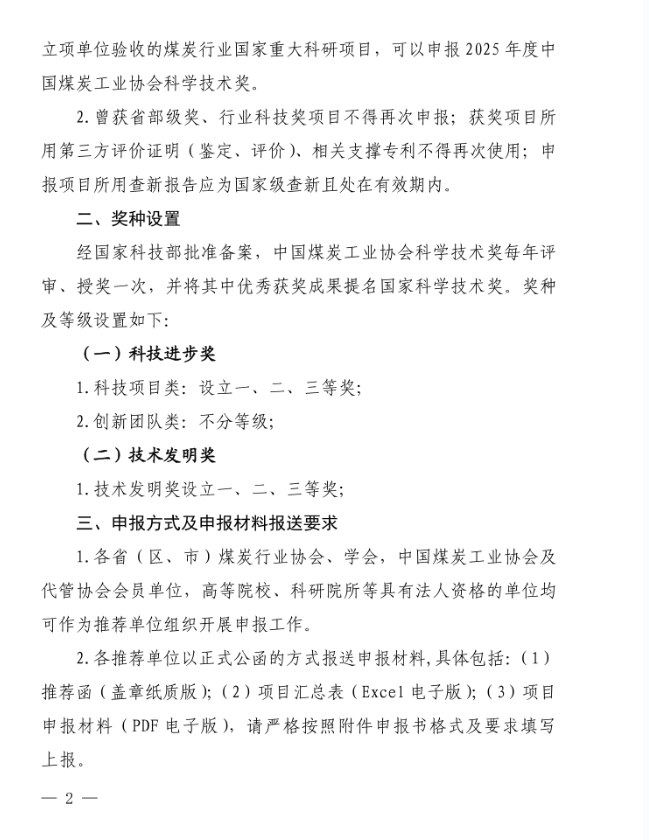 立项单位验收的煤炭行业国家重大科研项目，可以申报 2025 年度中
国煤炭工业协会科学技术奖。
2.曾获省部级奖、行业科技奖项目不得再次申报；获奖项目所
用第三方评价证明（鉴定、评价）、相关支撑专利不得再次使用；申
报项目所用查新报告应为国家级查新且处在有效期内。
二、奖种设置
经国家科技部批准备案，中国煤炭工业协会科学技术奖每年评
审、授奖一次，并将其中优秀获奖成果提名国家科学技术奖。奖种
及等级设置如下：
（一）科技进步奖
1.科技项目类：设立一、二、三等奖；
2.创新团队类：不分等级；
（二）技术发明奖
1.技术发明奖设立一、二、三等奖；
三、申报方式及申报材料报送要求
1.各省（区、市）煤炭行业协会、学会，中国煤炭工业协会及
代管协会会员单位，高等院校、科研院所等具有法人资格的单位均
可作为推荐单位组织开展申报工作。
2.各推荐单位以正式公函的方式报送申报材料,具体包括：（1）
推荐函（盖章纸质版）；（2）项目汇总表（Excel 电子版）；（3）项目
申报材料（PDF 电子版），请严格按照附件申报书格式及要求填写
上报。
— 2 —